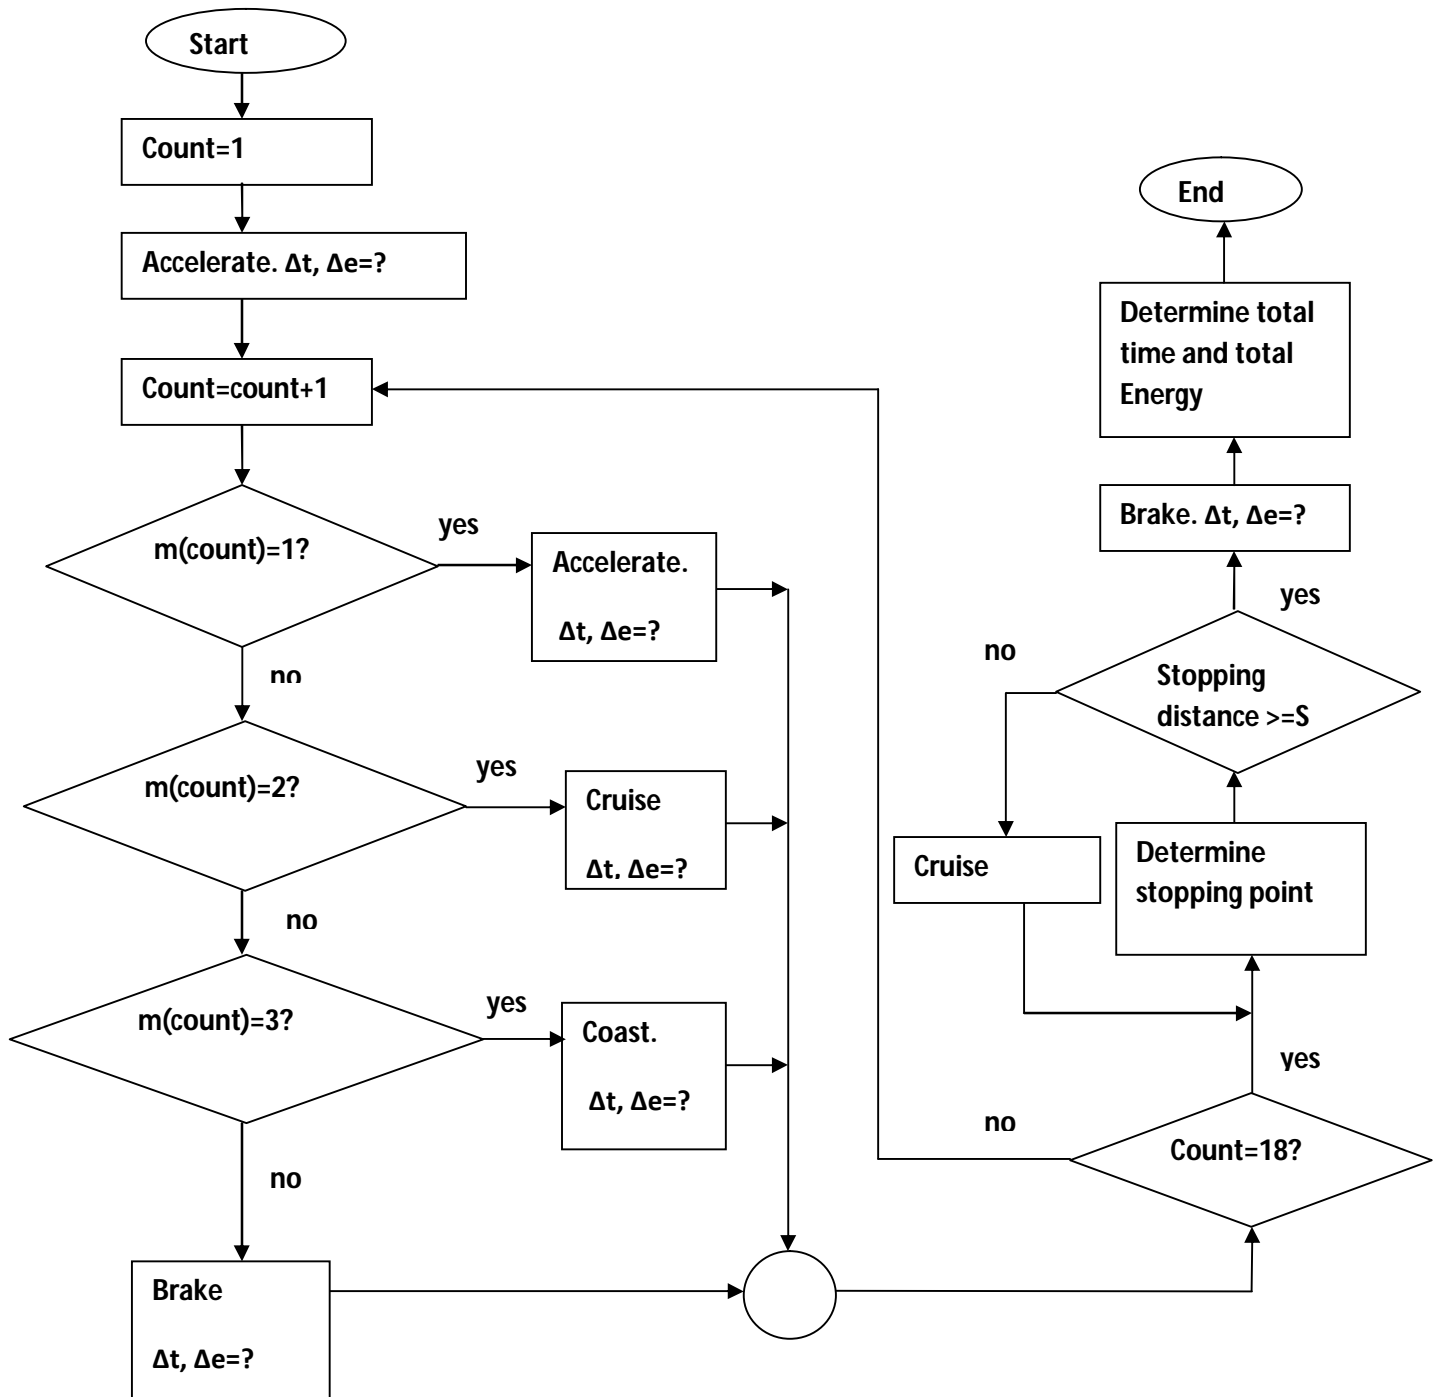 Start
Count=1
Accelerate. Δt, Δe=?
Count=count+1
m(count)=1?
yes
Accelerate.
Δt, Δe=?
no
m(count)=2?
yes
Cruise
Δt, Δe=?
no
m(count)=3?
yes
Coast.
Δt, Δe=?
no
Brake
Δt, Δe=?
End
Determine total
time and total
Energy
Brake. Δt, Δe=?
yes
no
Stopping
distance >=S
Cruise
Determine
stopping point
yes
no
Count=18?